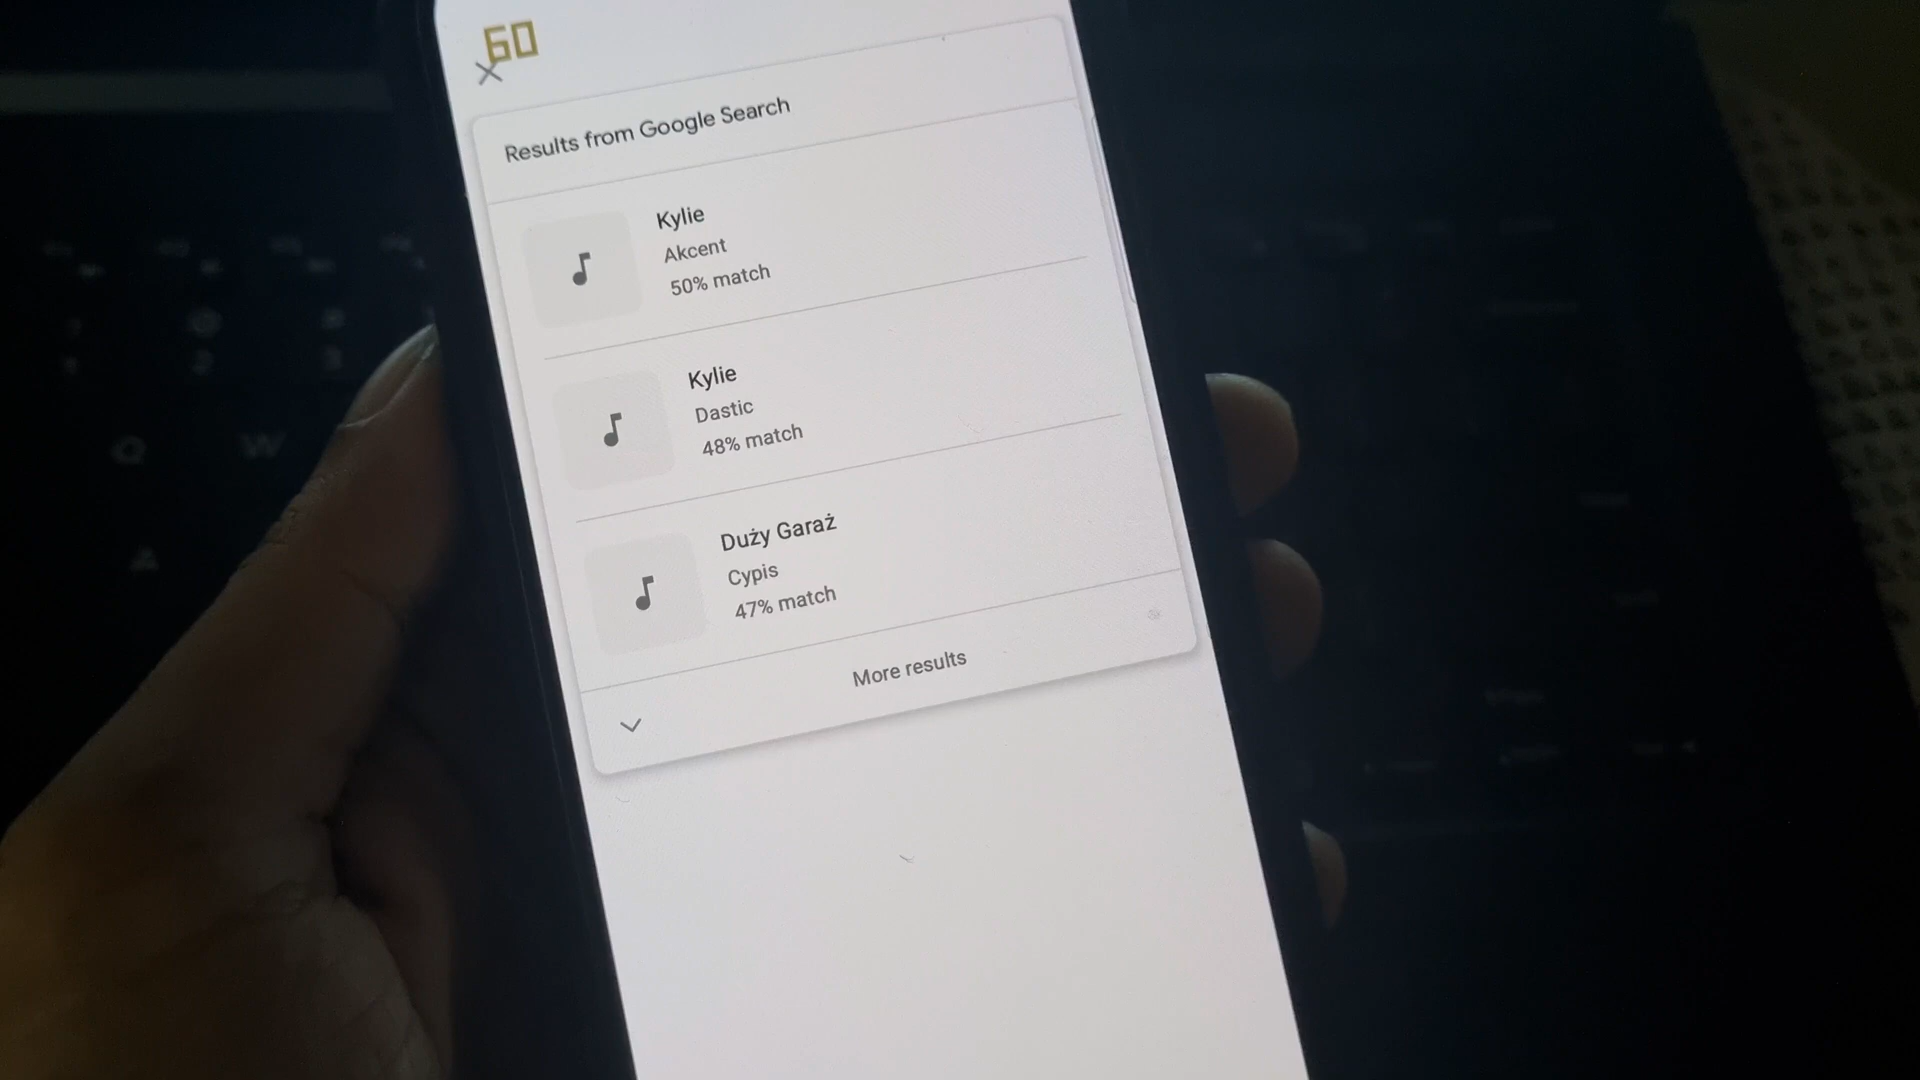 60
Results from Google Search
Kylie
Akcent
50% match
Kylie
Dastic
48% match
Duży Garaż
Cypis
47% match
More results
Q W
A